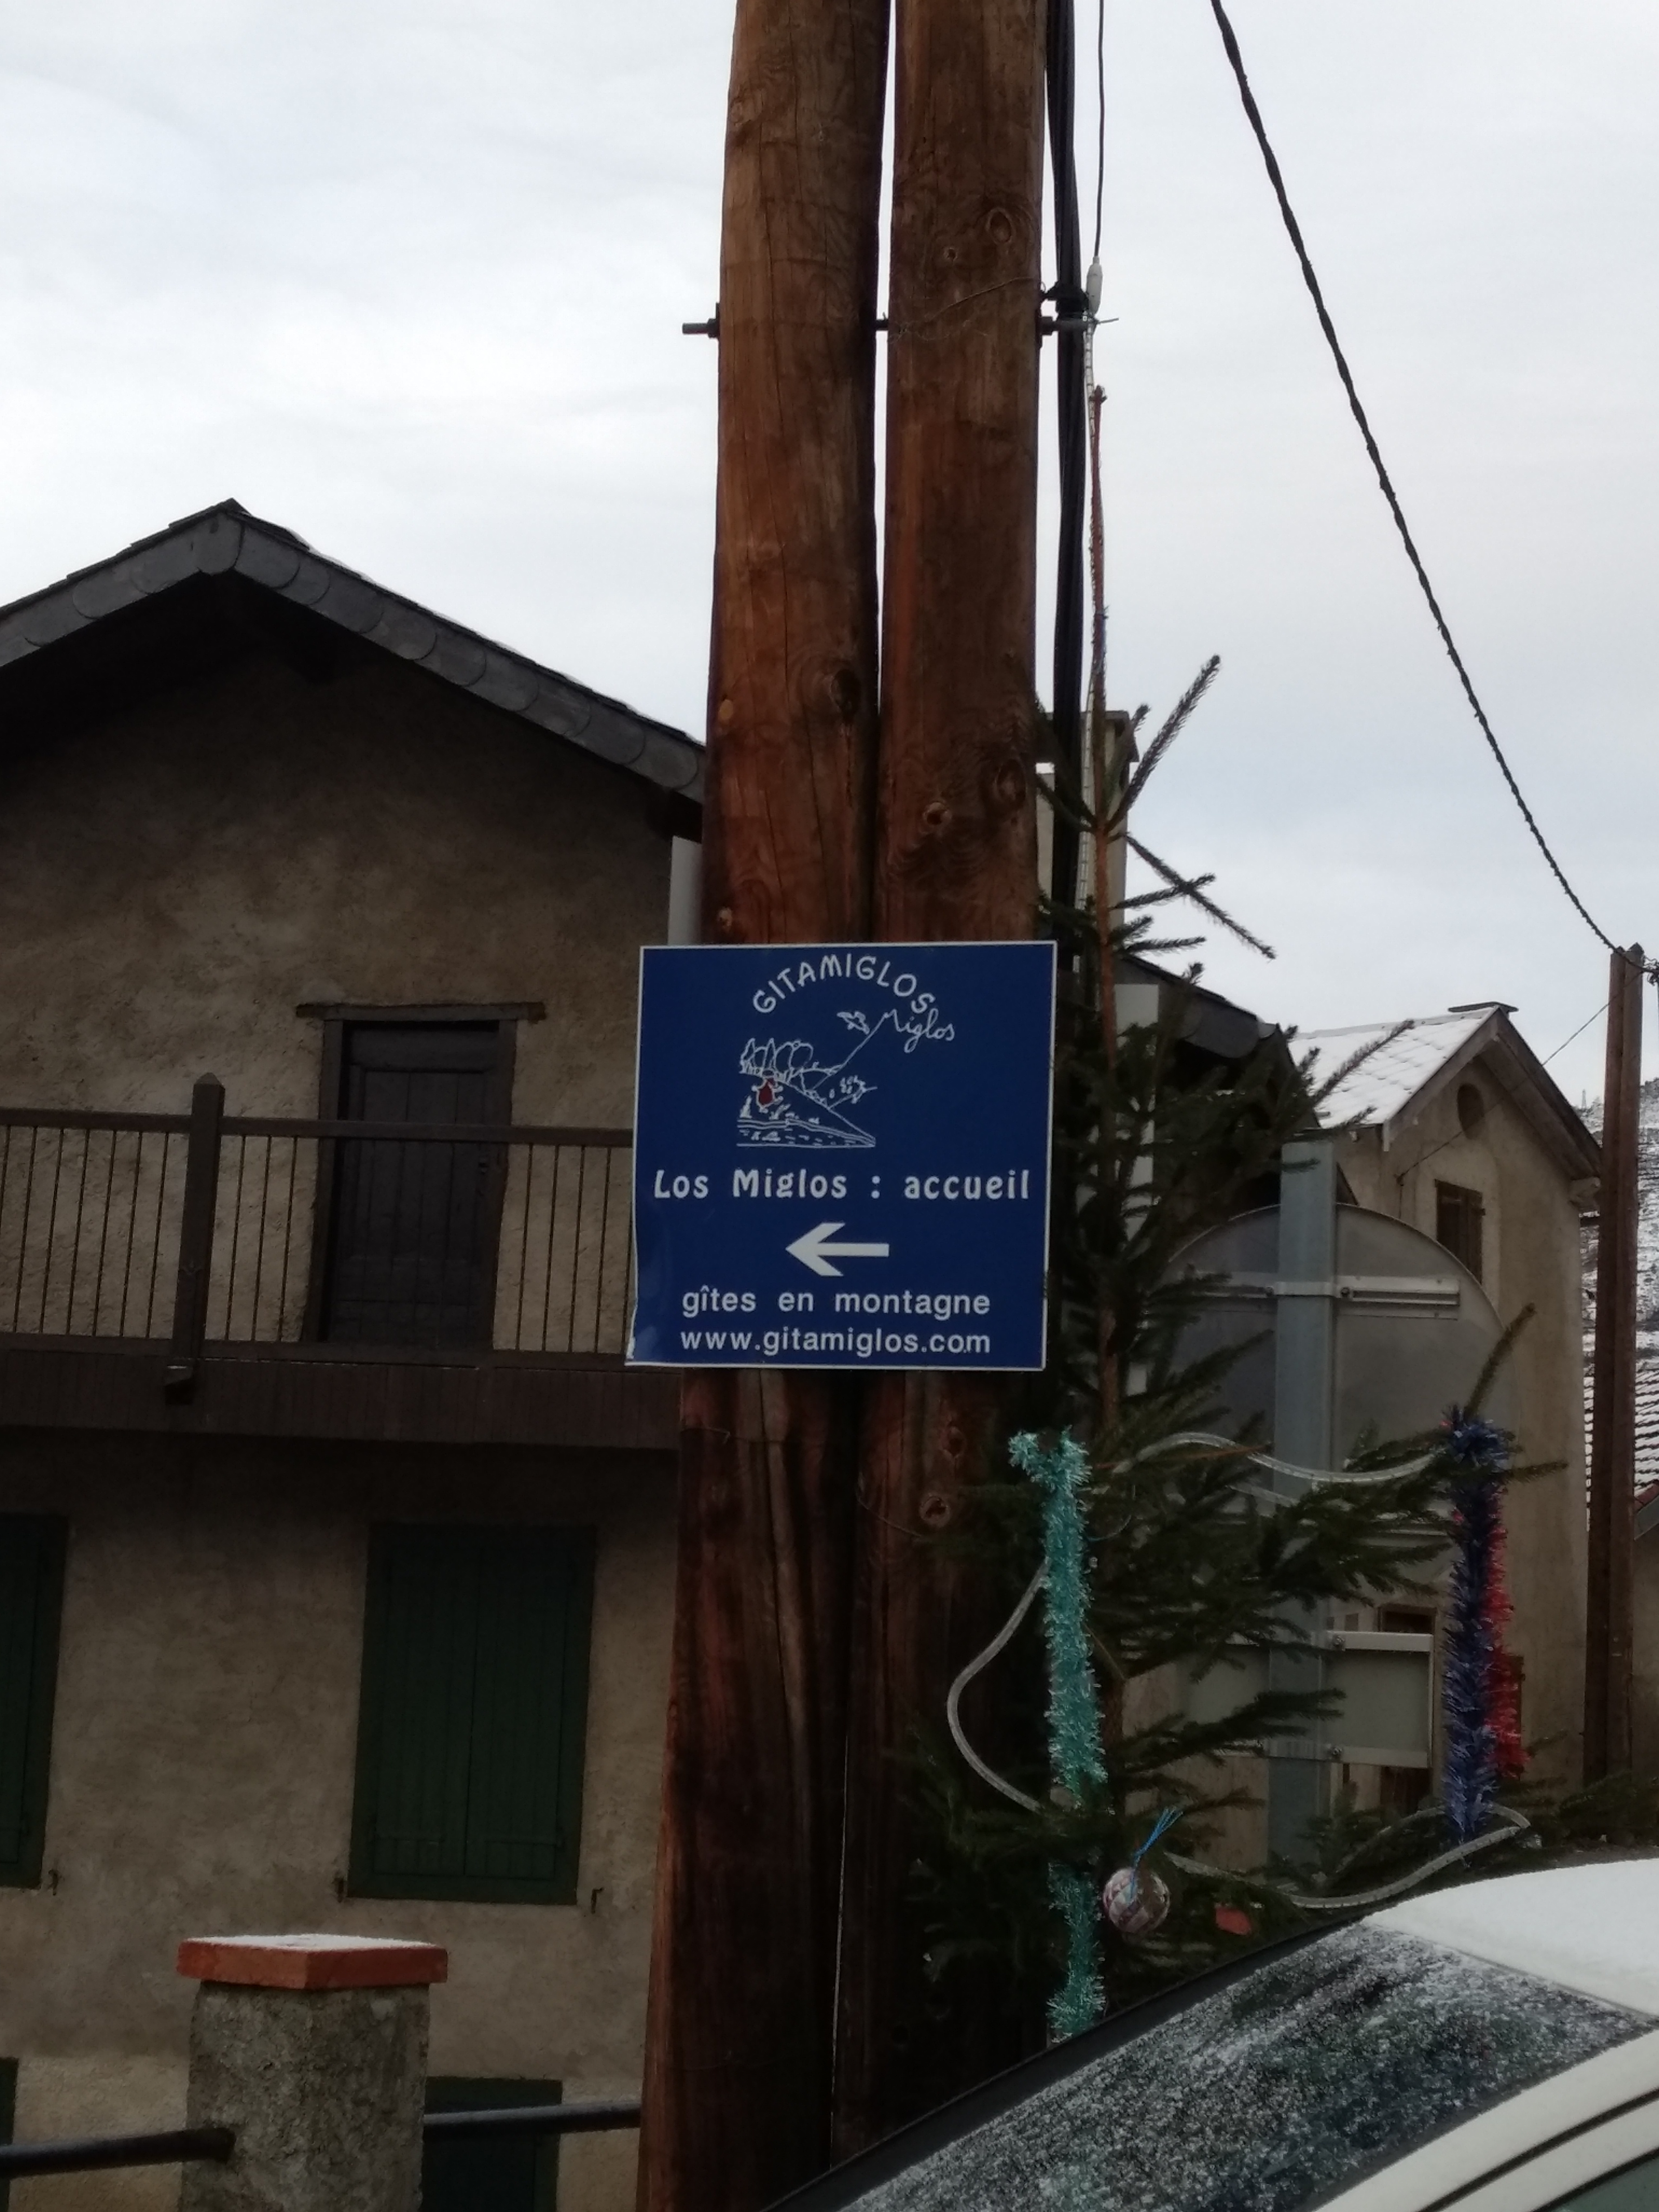 GITAMIGLOS
Miglos
Los Miglos : accueil
gîtes en montagne
www.gitamiglos.com